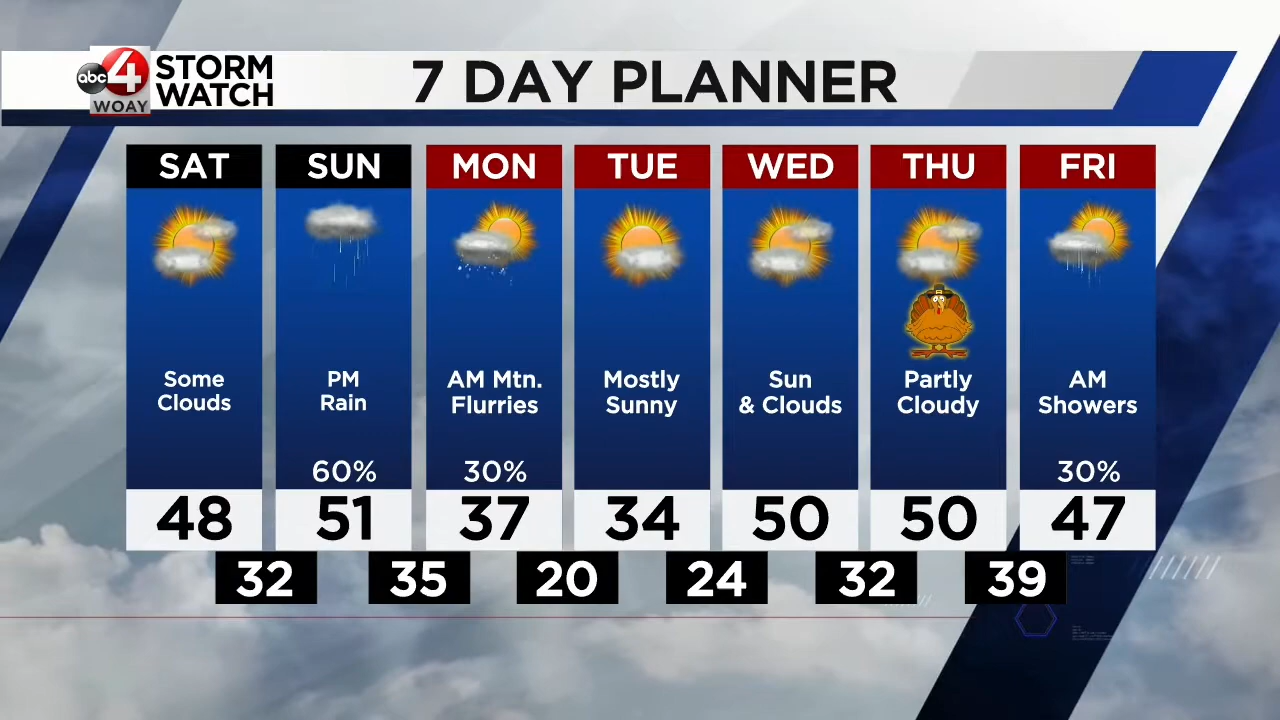 abc 4
WOAY
STORM
WATCH
7 DAY PLANNER
SAT
Some
Clouds
48
32
SUN
PM
Rain
60%
51
35
MON
AM Mtn.
Flurries
30%
37
20
TUE
Mostly
Sunny
34
24
WED
Sun
& Clouds
50
32
THU
Partly
Cloudy
50
39
FRI
AM
Showers
30%
47